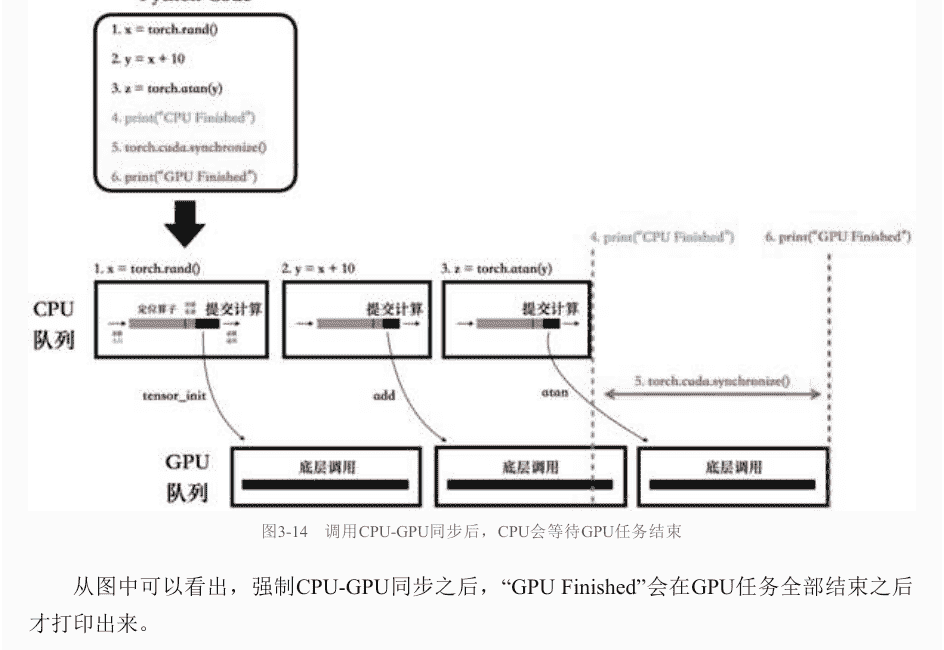 1. x = torch.rand()
2. y = x + 10
3. z = torch.atan(y)
4. print("CPU Finished")
5. torch.cuda.synchronize()
6. print("GPU Finished")
4. print("CPU Finished")
6. print("GPU Finished")
1. x = torch.rand()
2. y = x + 10
3. z = torch.atan(y)
CPU
队列
定位算子
提交计算
提交计算
提交计算
5. torch.cuda.synchronize()
tensor_init
add
atan
GPU
队列
底层调用
底层调用
底层调用
图3-14 调用CPU-GPU同步后，CPU会等待GPU任务结束
从图中可以看出，强制CPU-GPU同步之后，“GPU Finished”会在GPU任务全部结束之后
才打印出来。